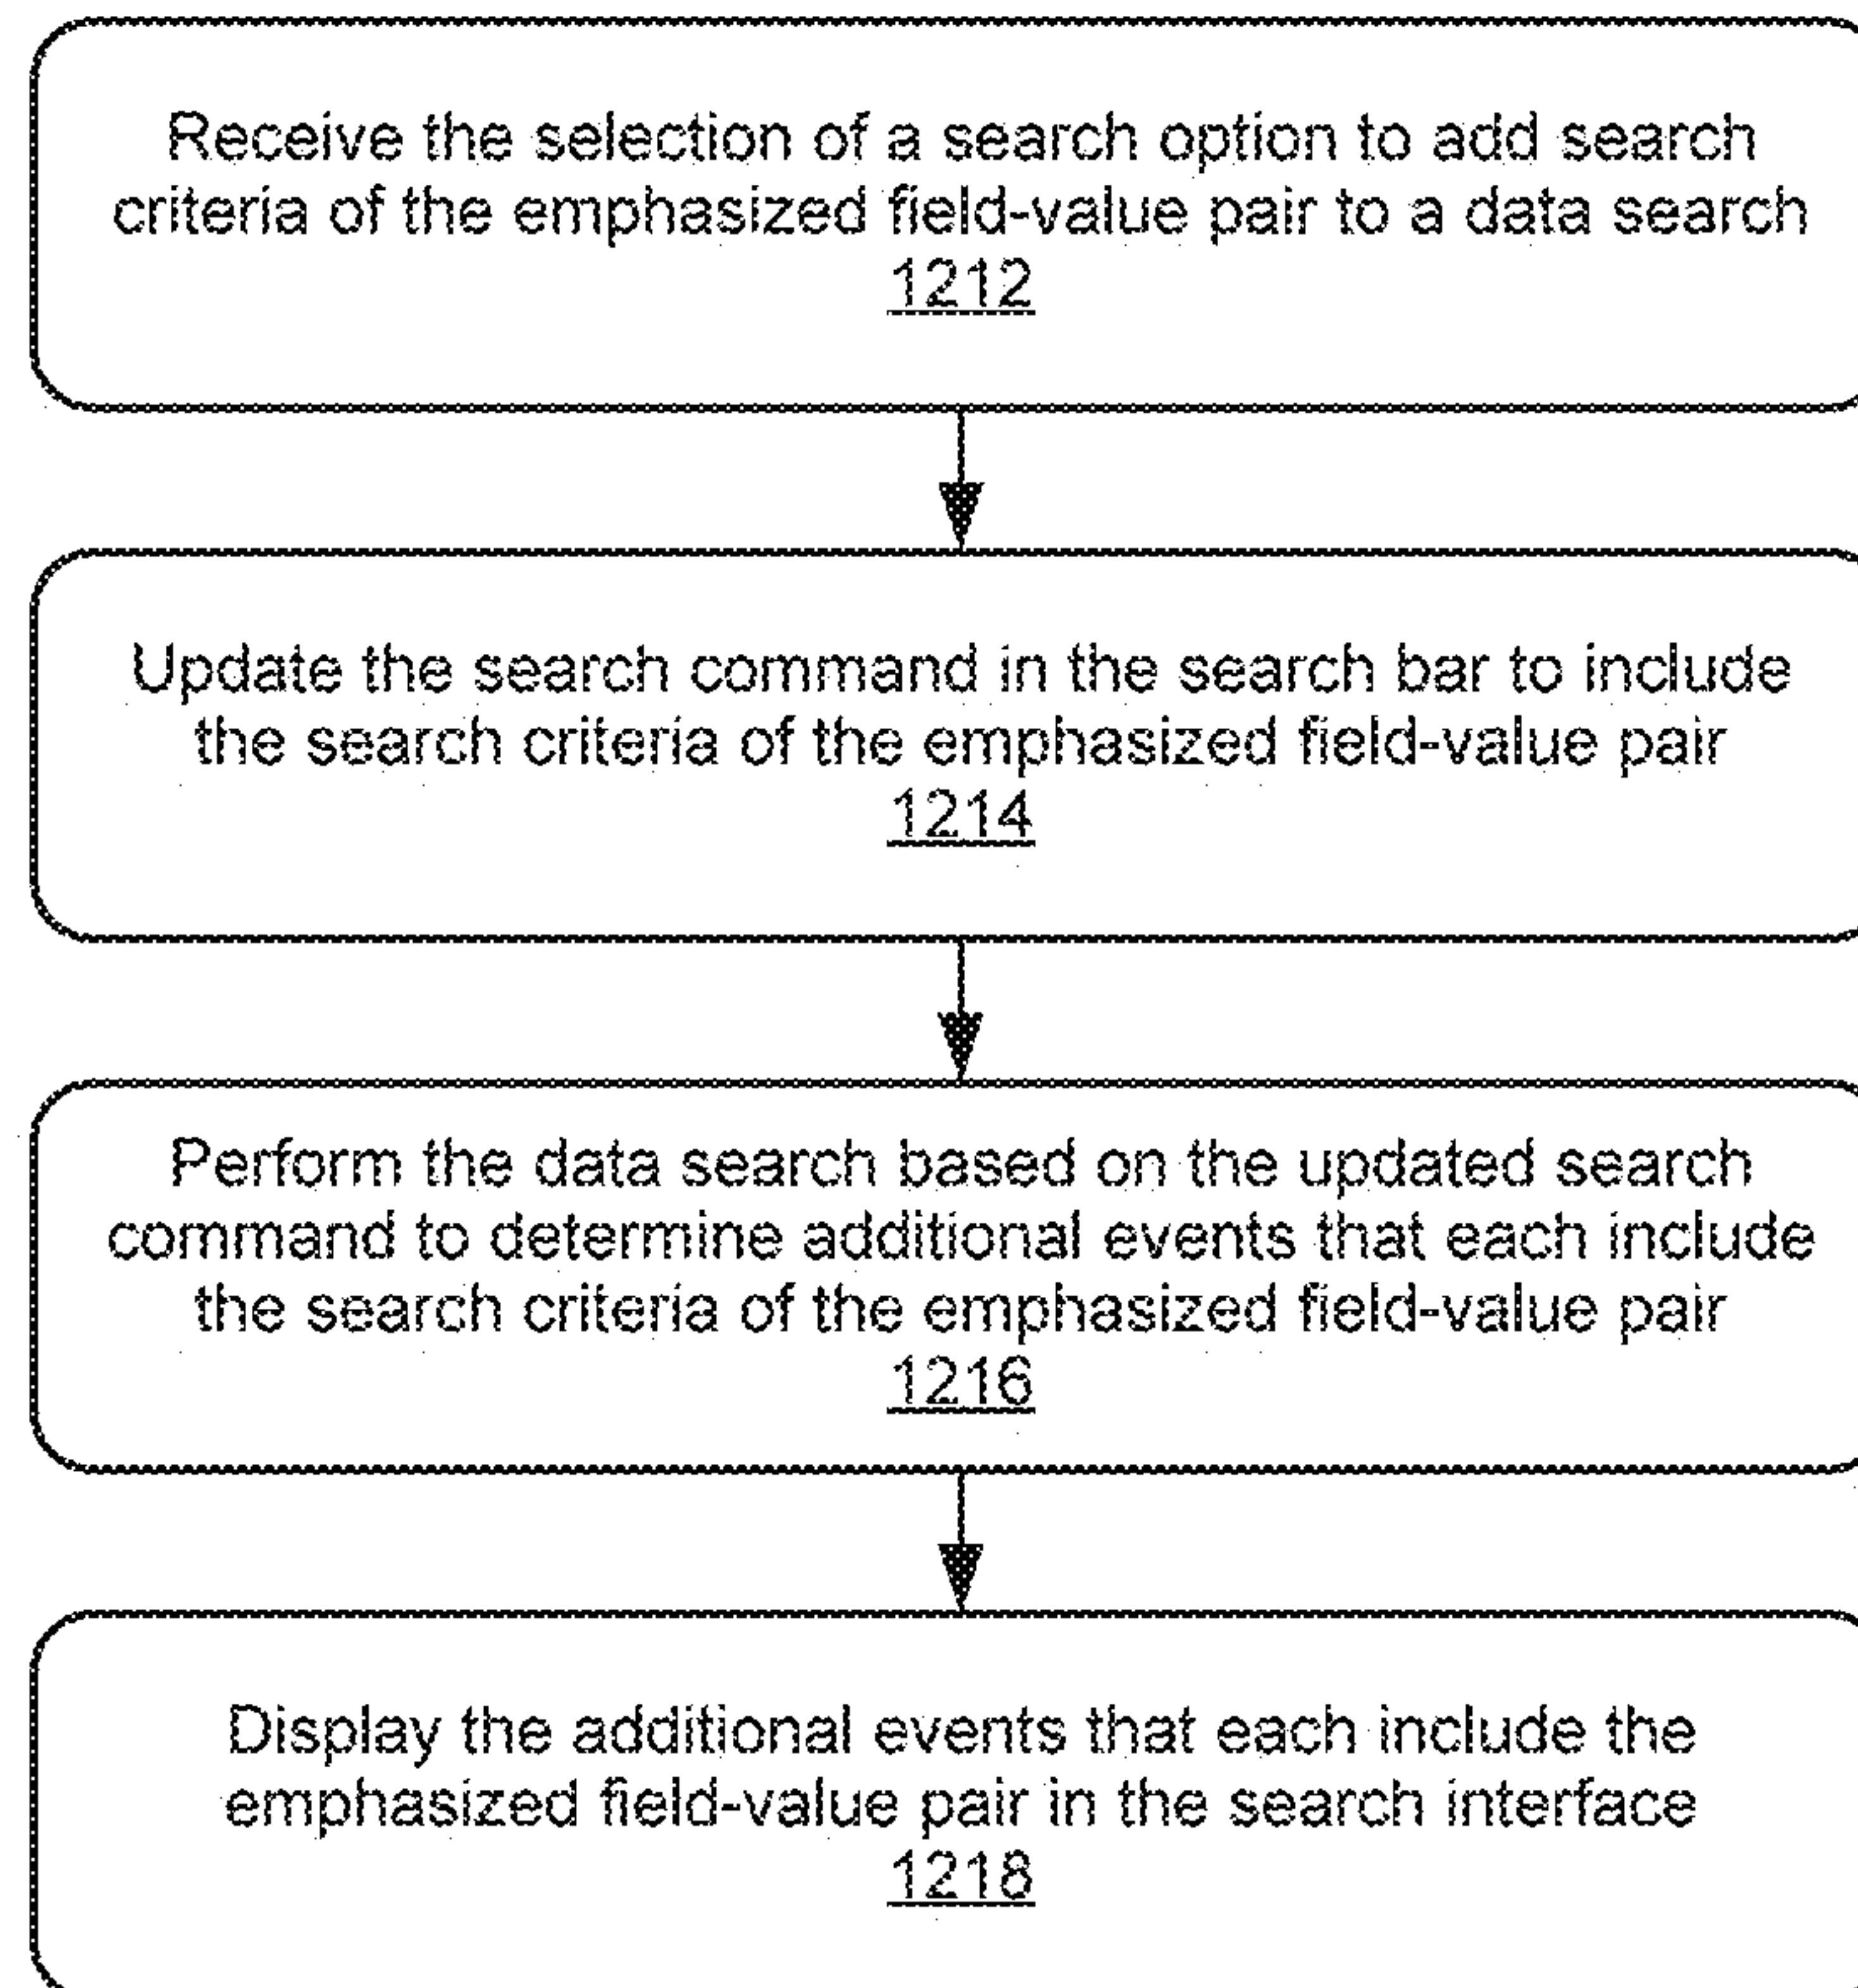 Receive the selection of a search option to add search
criteria of the emphasized field-value pair to a data search
1212
Update the search command in the search bar to include
the search criteria of the emphasized field-value pair
1214
Perform the data search based on the updated search
command to determine additional events that each include
the search criteria of the emphasized field-value pair
1216
Display the additional events that each include the
emphasized field-value pair in the search interface
1218